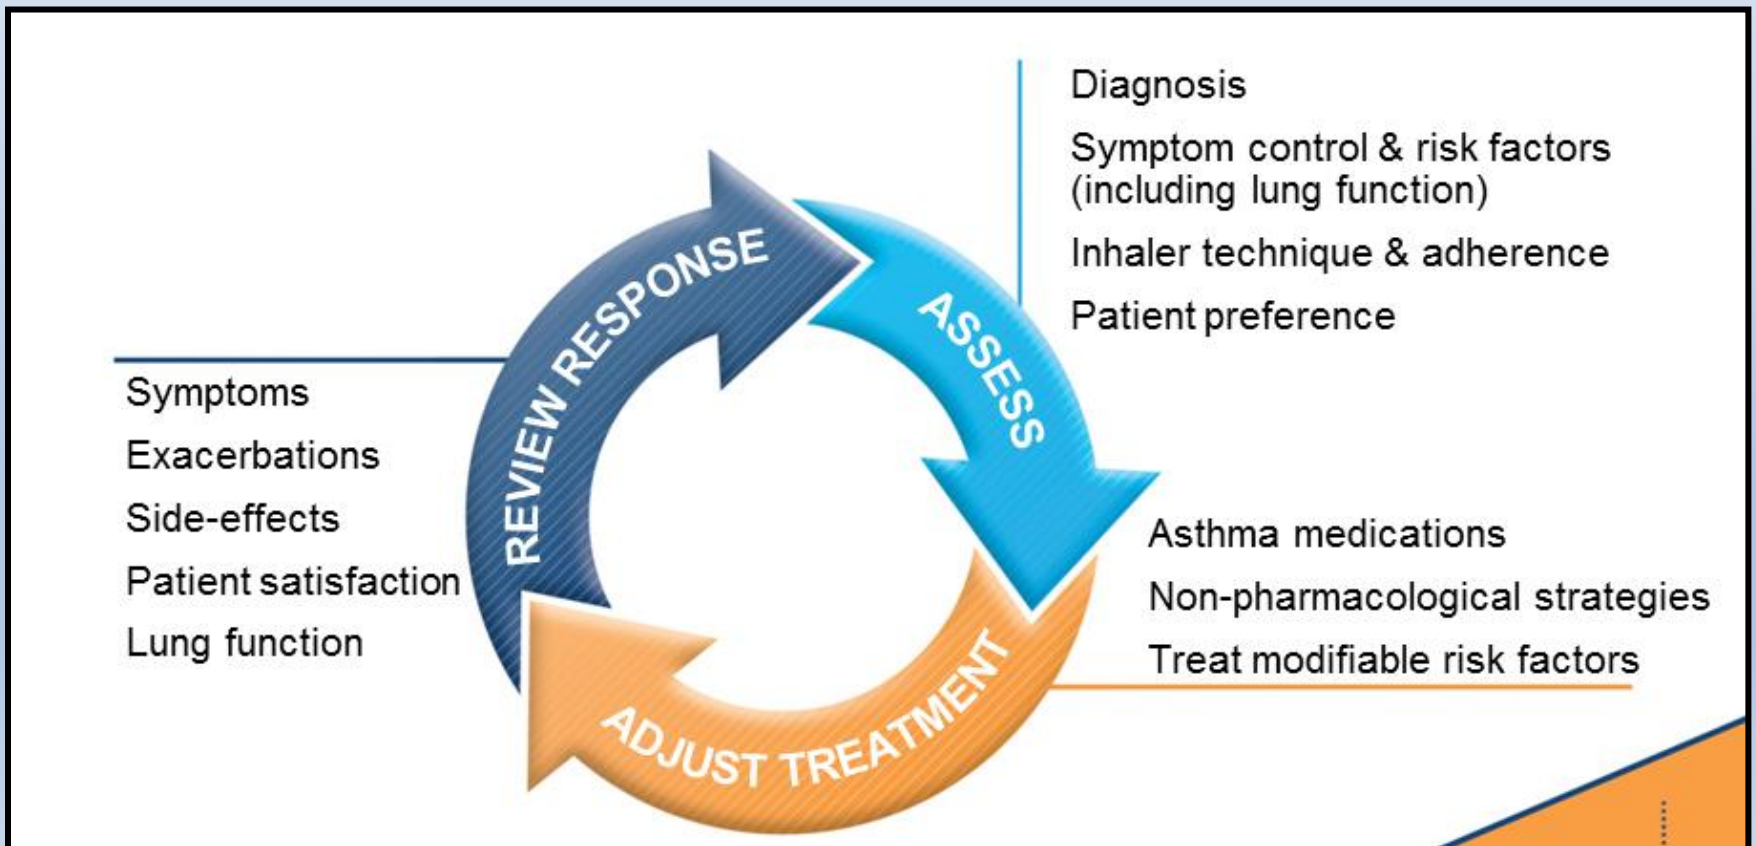 Diagnosis
Symptom control & risk factors
(including lung function)
Inhaler technique & adherence
Patient preference
REVIEW RESPONSE
ASSESS
Symptoms
Exacerbations
Side-effects
Patient satisfaction
Lung function
Asthma medications
Non-pharmacological strategies
Treat modifiable risk factors
ADJUST TREATMENT